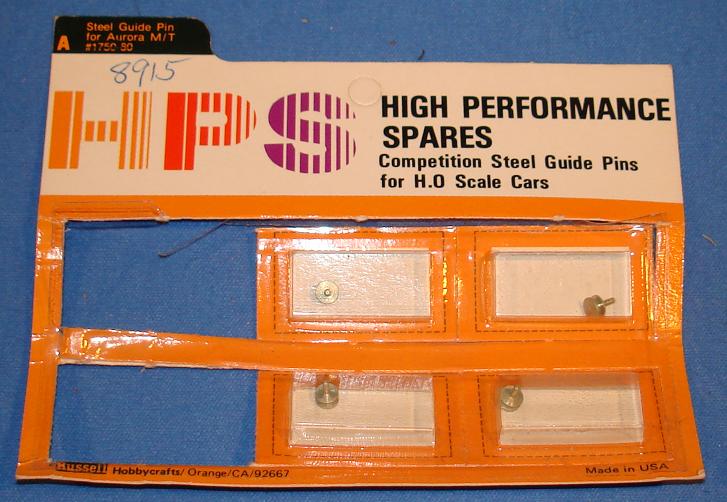 Steel Guide Pin
A for Aurora M/T
#1750 80
8915
HPS
HIGH PERFORMANCE
SPARES
Competition Steel Guide Pins
for H.O Scale Cars
Russell Hobbycrafts/Orange/CA/92667
Made in USA